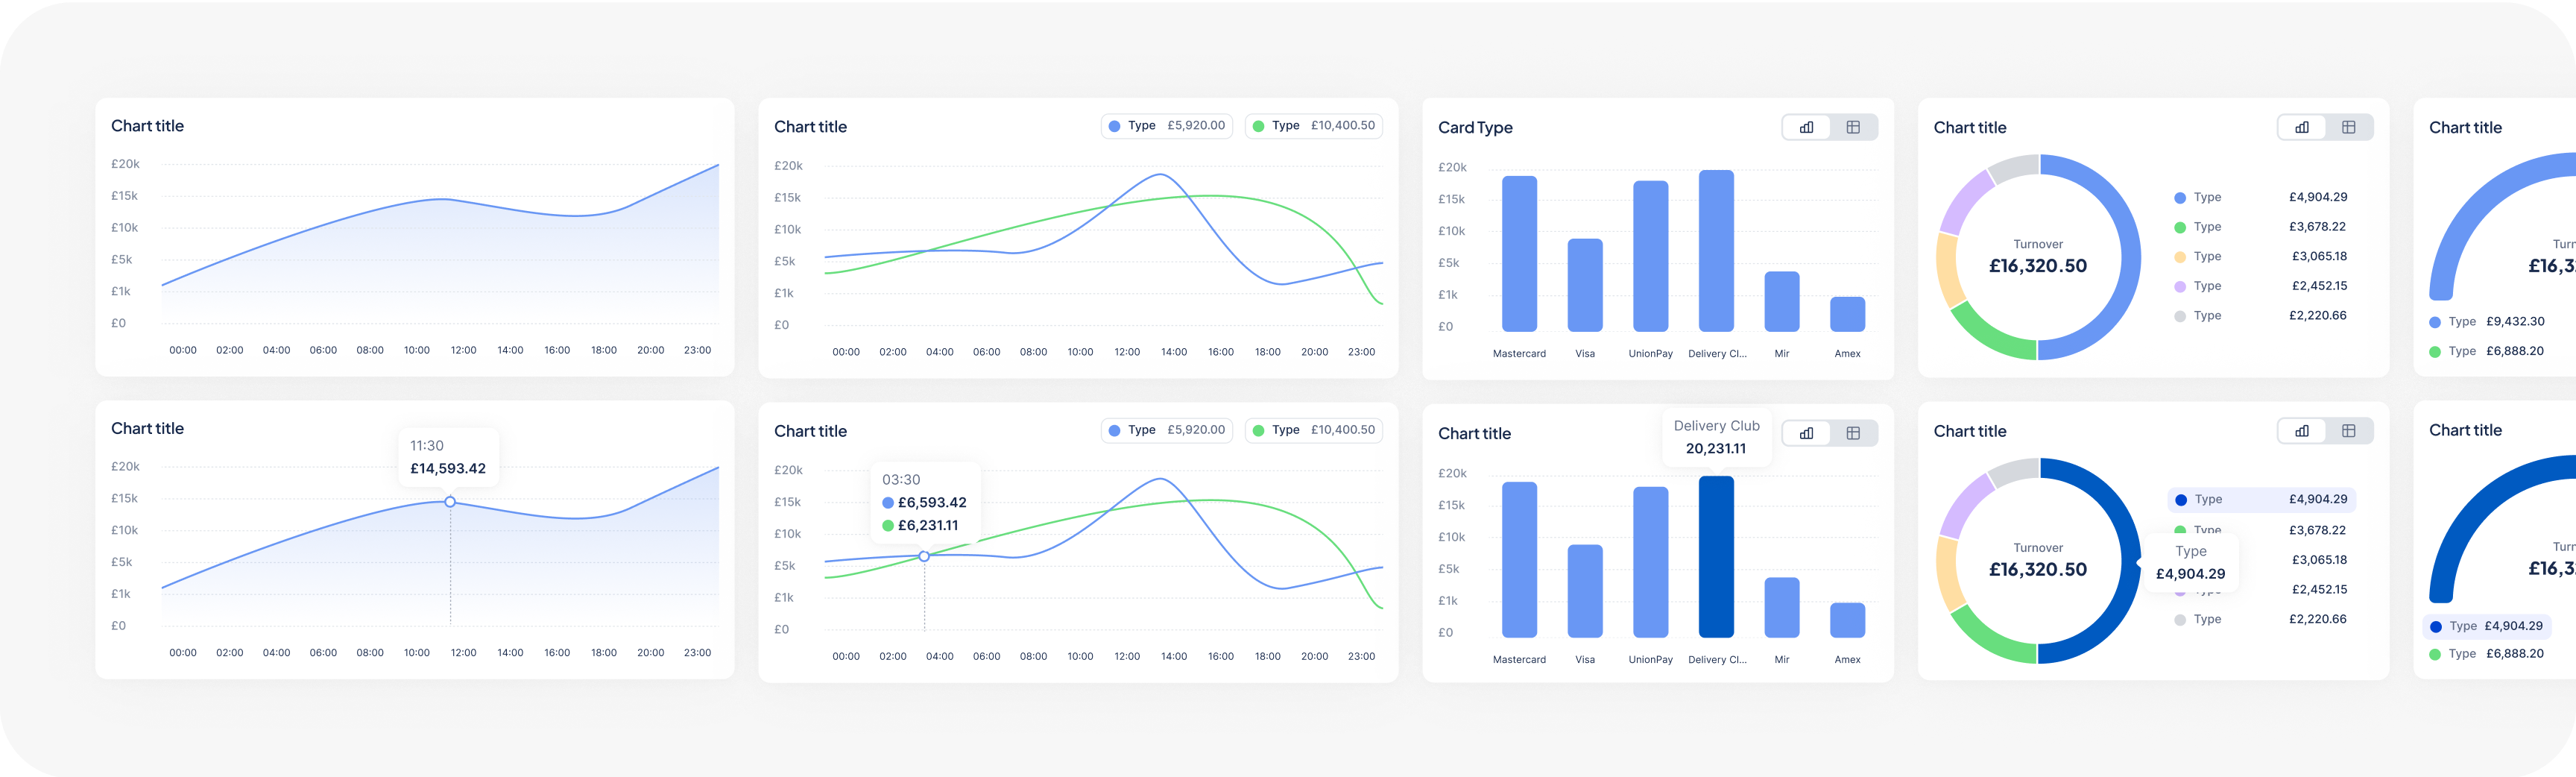 Chart title
£20k
£15k
£10k
£5k
£1k
£0
00:00 02:00 04:00 06:00 08:00 10:00 12:00 14:00 16:00 18:00 20:00 23:00
Chart title
Type £5,920.00 Type £10,400.50
£20k
£15k
£10k
£5k
£1k
£0
00:00 02:00 04:00 06:00 08:00 10:00 12:00 14:00 16:00 18:00 20:00 23:00
Card Type
£20k
£15k
£10k
£5k
£1k
£0
Mastercard Visa UnionPay Delivery Cl... Mir Amex
Chart title
Turnover
£16,320.50
Type £4,904.29
Type £3,678.22
Type £3,065.18
Type £2,452.15
Type £2,220.66
Chart title
Turn
£16,3
Type £9,432.30
Type £6,888.20
Chart title
11:30
£14,593.42
£20k
£15k
£10k
£5k
£1k
£0
00:00 02:00 04:00 06:00 08:00 10:00 12:00 14:00 16:00 18:00 20:00 23:00
Chart title
Type £5,920.00 Type £10,400.50
03:30
£6,593.42
£6,231.11
£20k
£15k
£10k
£5k
£1k
£0
00:00 02:00 04:00 06:00 08:00 10:00 12:00 14:00 16:00 18:00 20:00 23:00
Chart title
Delivery Club
20,231.11
£20k
£15k
£10k
£5k
£1k
£0
Mastercard Visa UnionPay Delivery Cl... Mir Amex
Chart title
Turnover
£16,320.50
Type £4,904.29
Type £3,678.22
£3,065.18
£2,452.15
Type £2,220.66
Type
£4,904.29
Chart title
Turn
£16,3
Type £4,904.29
Type £6,888.20